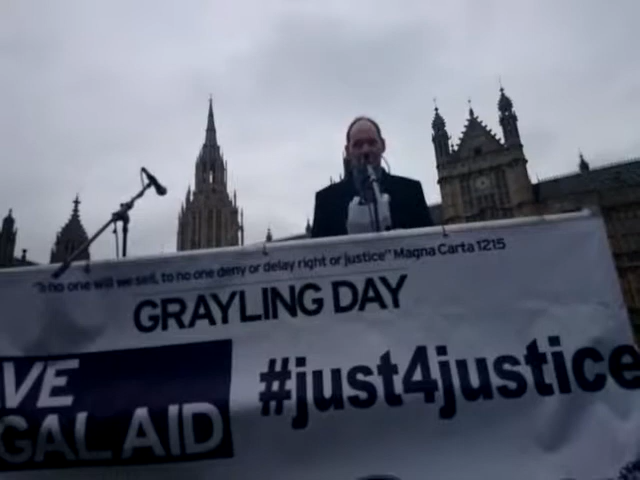 "To no one will we sell, to no one deny or delay right or justice" Magna Carta 1215
GRAYLING DAY
AVE
GAL AID
#just4justice